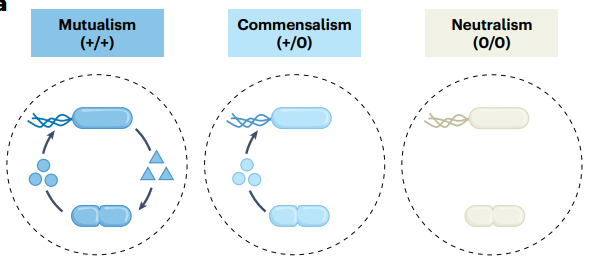 a
Mutualism
(+/+)
Commensalism
(+/0)
Neutralism
(0/0)